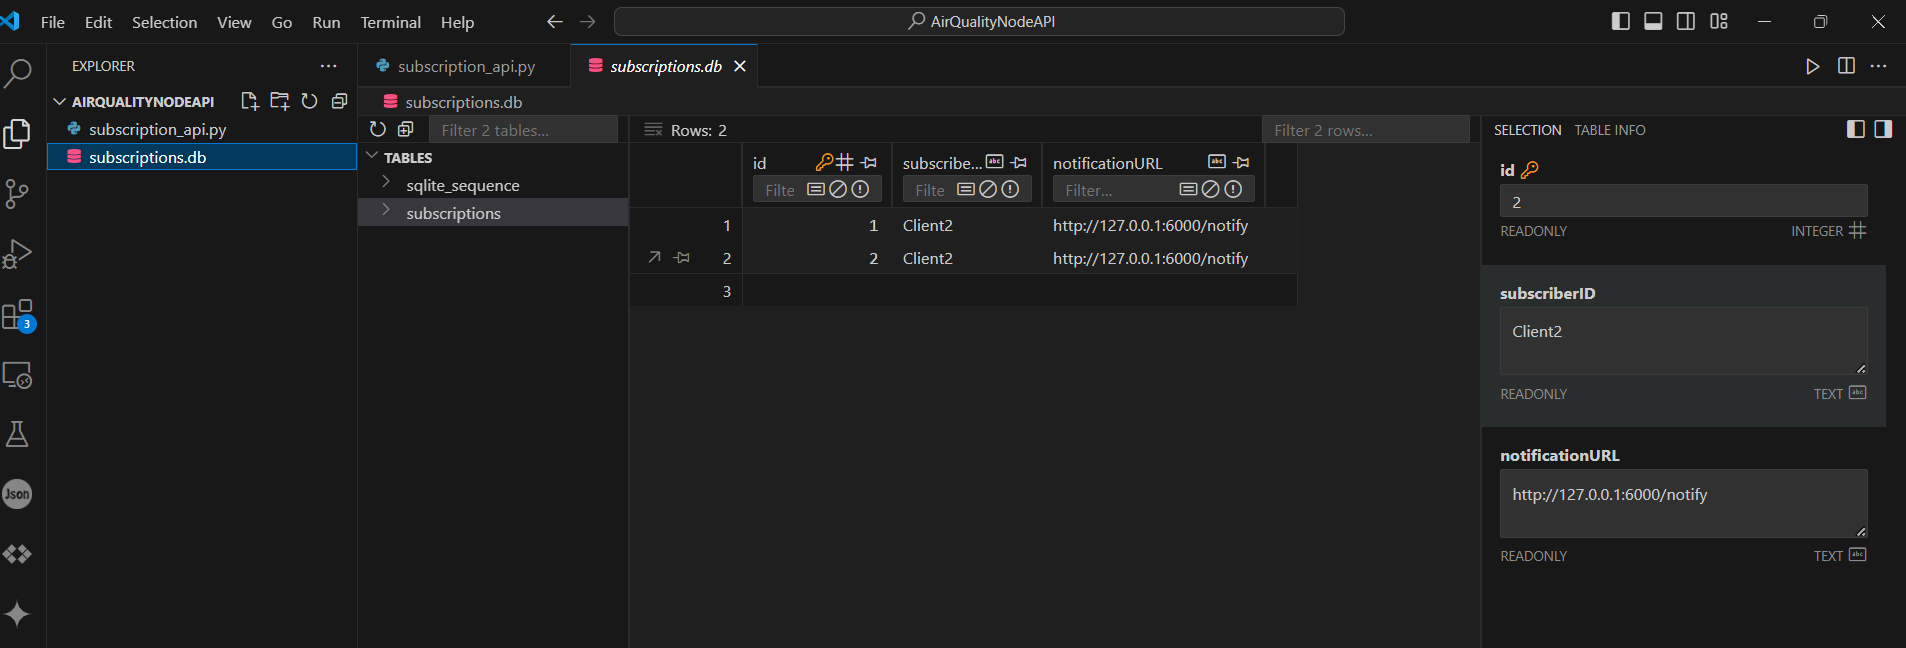 File Edit Selection View Go Run Terminal Help
AirQualityNodeAPI
EXPLORER
AIRQUALITYNODEAPI
subscription_api.py
subscriptions.db
3
Json
subscription_api.py
subscriptions.db
subscriptions.db
Filter 2 tables...
TABLES
sqlite_sequence
subscriptions
Rows: 2
Filter 2 rows...
id subscribe... abc notificationURL abc
Filte Filte Filter...
1 1 Client2 http://127.0.0.1:6000/notify
2 2 Client2 http://127.0.0.1:6000/notify
3
SELECTION TABLE INFO
id
2
READONLY INTEGER
subscriberID
Client2
READONLY TEXT abc
notificationURL
http://127.0.0.1:6000/notify
READONLY TEXT abc